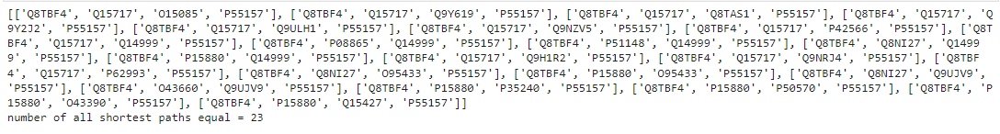 [['Q8TBF4', 'Q15717', 'O15085', 'P55157'], ['Q8TBF4', 'Q15717', 'Q9Y619', 'P55157'], ['Q8TBF4', 'Q15717', 'Q8TAS1', 'P55157'], ['Q8TBF4', 'Q15717', 'Q
9Y2J2', 'P55157'], ['Q8TBF4', 'Q15717', 'Q9ULH1', 'P55157'], ['Q8TBF4', 'Q15717', 'Q9NZV5', 'P55157'], ['Q8TBF4', 'Q15717', 'P42566', 'P55157'], ['Q8T
BF4', 'Q15717', 'Q14999', 'P55157'], ['Q8TBF4', 'P08865', 'Q14999', 'P55157'], ['Q8TBF4', 'P51148', 'Q14999', 'P55157'], ['Q8TBF4', 'Q8NI27', 'Q1499
9', 'P55157'], ['Q8TBF4', 'P15880', 'Q14999', 'P55157'], ['Q8TBF4', 'Q15717', 'Q9H1R2', 'P55157'], ['Q8TBF4', 'Q15717', 'Q9NRJ4', 'P55157'], ['Q8TBF
4', 'Q15717', 'P62993', 'P55157'], ['Q8TBF4', 'Q8NI27', 'O95433', 'P55157'], ['Q8TBF4', 'P15880', 'O95433', 'P55157'], ['Q8TBF4', 'Q8NI27', 'Q9UJV9',
'P55157'], ['Q8TBF4', 'O43660', 'Q9UJV9', 'P55157'], ['Q8TBF4', 'P15880', 'P35240', 'P55157'], ['Q8TBF4', 'P15880', 'P50570', 'P55157'], ['Q8TBF4', 'P
15880', 'O43390', 'P55157'], ['Q8TBF4', 'P15880', 'Q15427', 'P55157']]
number of all shortest paths equal = 23